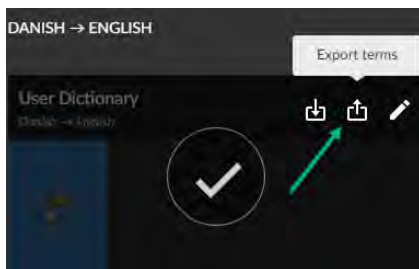 DANISH → ENGLISH
Export terms
User Dictionary
Danish → English